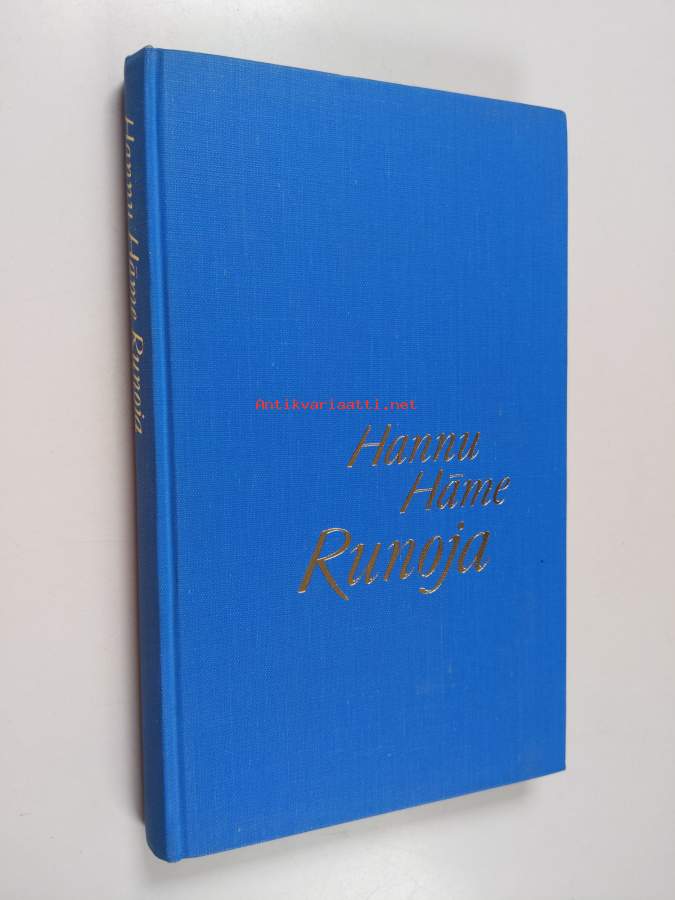 Hannu Häme Runoja
Antikvariaatti.net
Hannu
Häme
Runoja